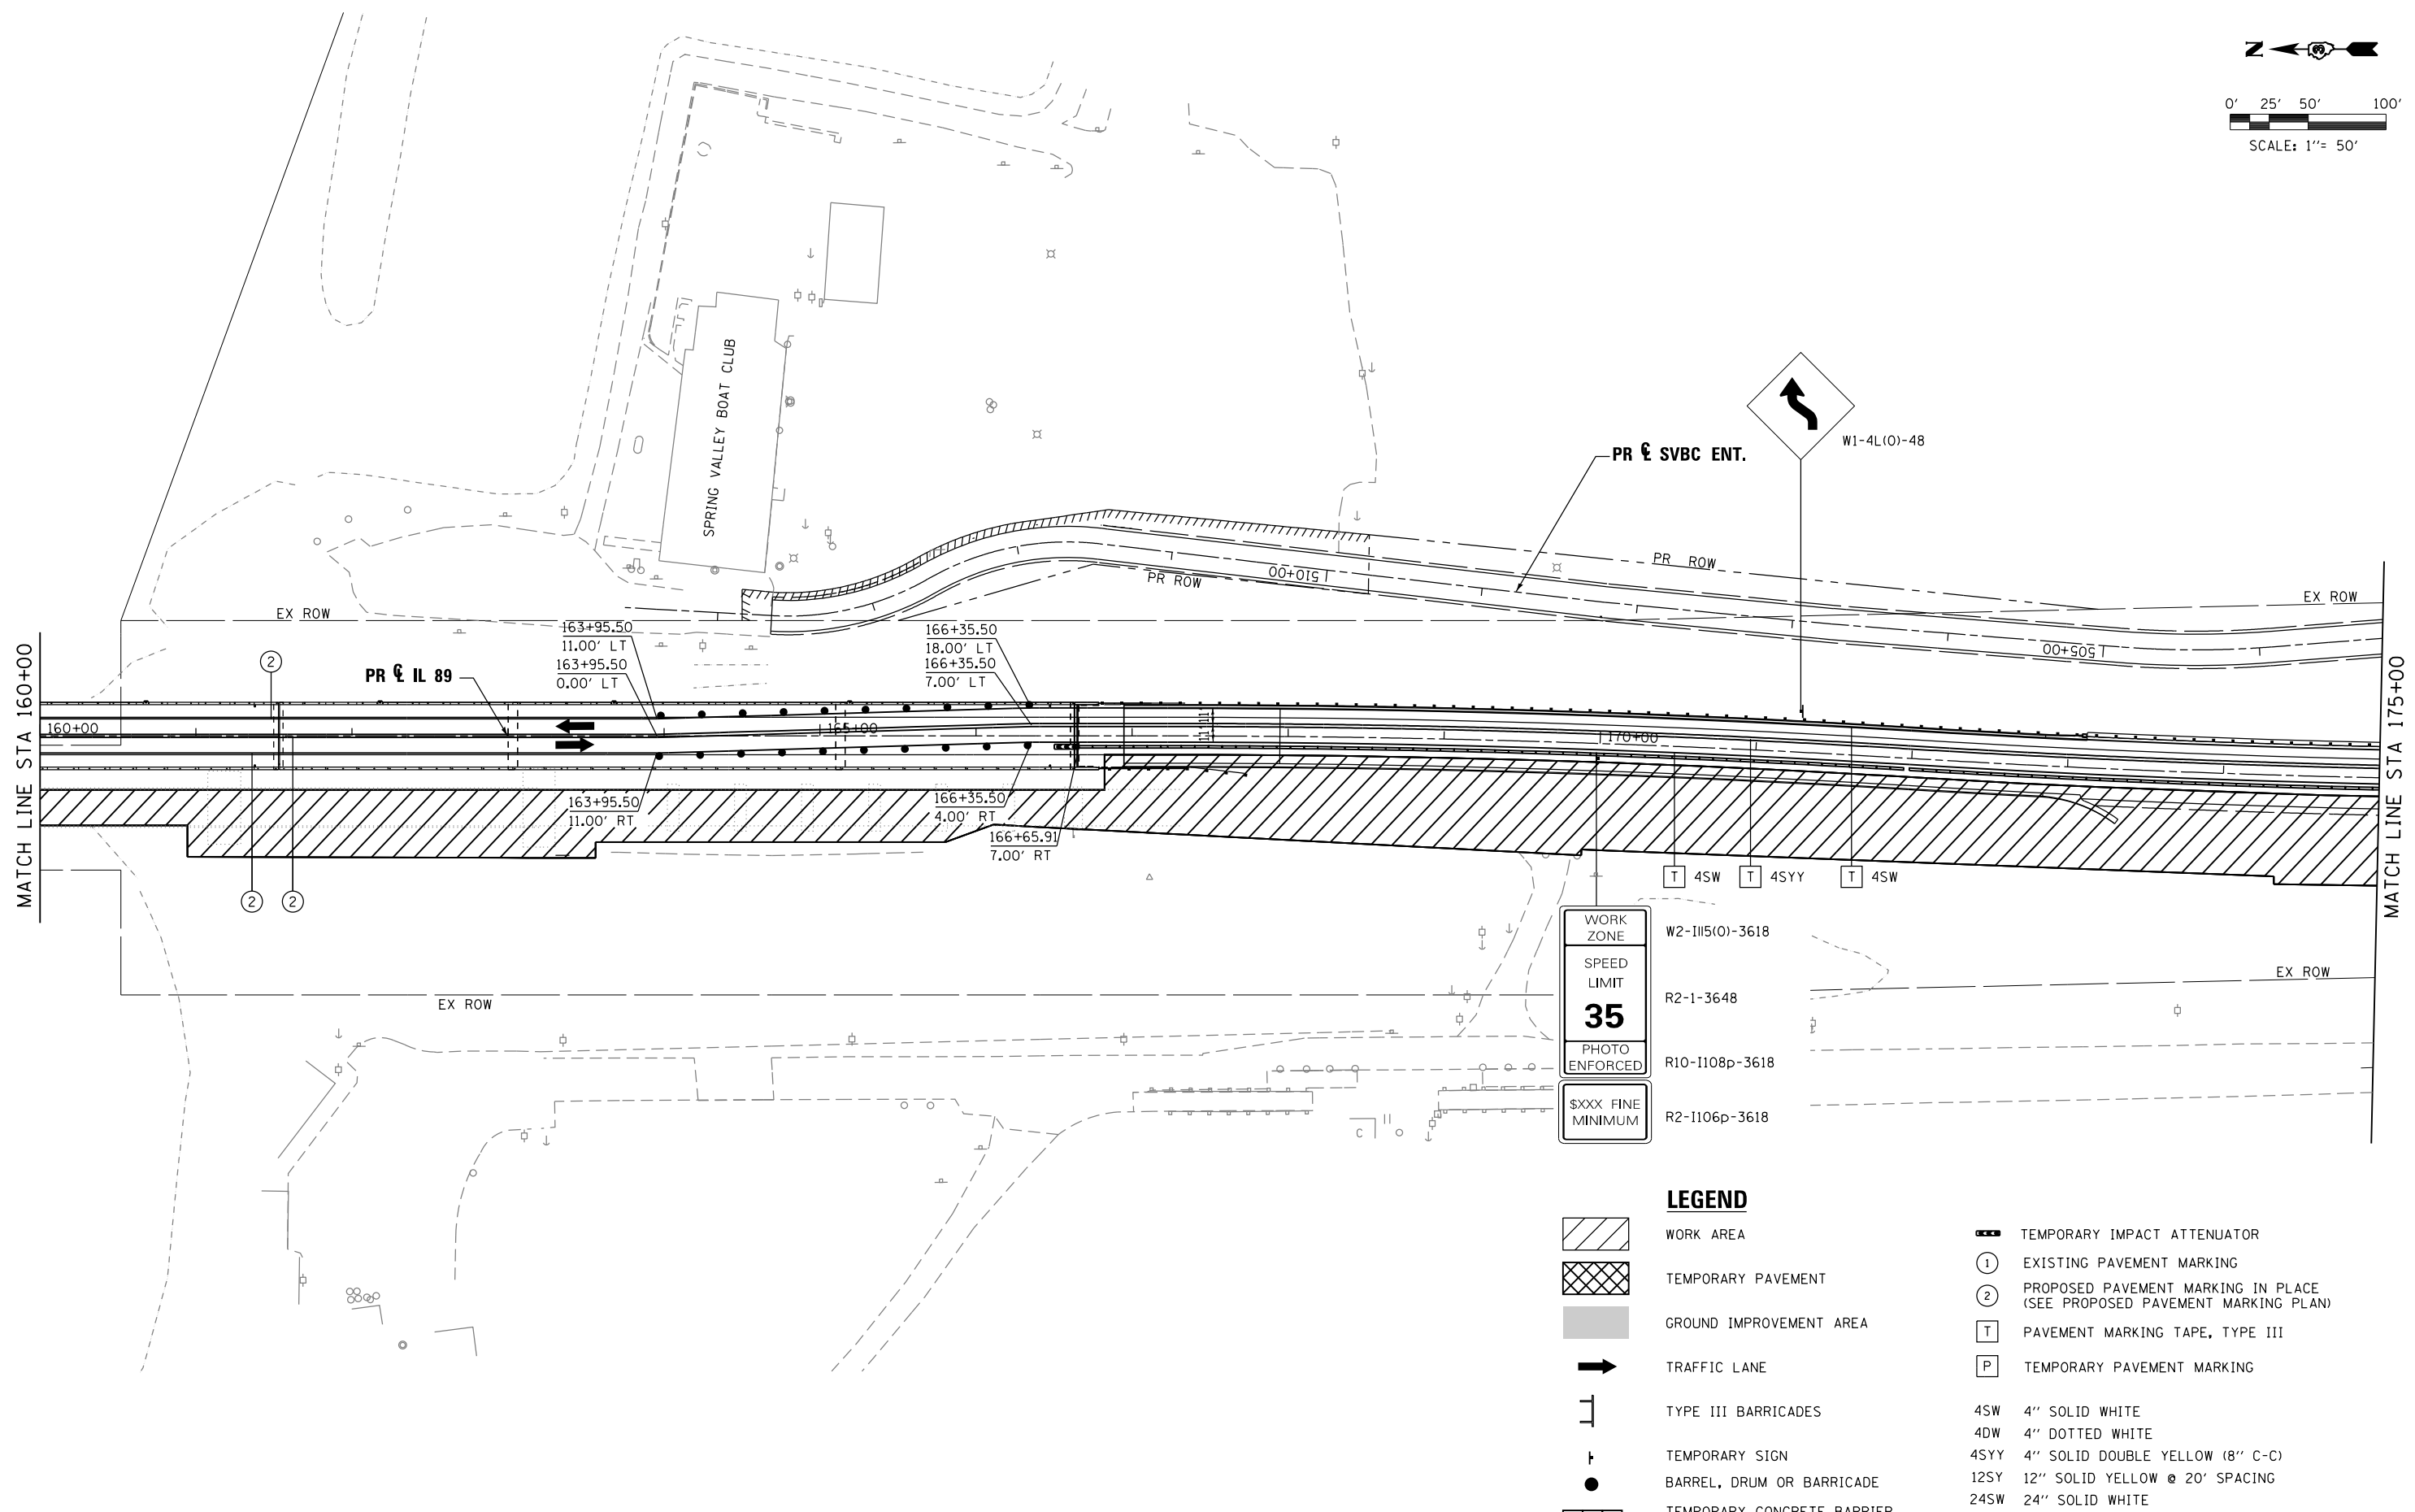 N
0' 25' 50' 100'
SCALE: 1"= 50'
SPRING VALLEY BOAT CLUB
W1-4L(O)-48
PR ℄ SVBC ENT.
PR ROW
PR ROW
510+00
505+00
EX ROW
EX ROW
MATCH LINE STA 160+00
MATCH LINE STA 175+00
163+95.50
11.00' LT
163+95.50
0.00' LT
166+35.50
18.00' LT
166+35.50
7.00' LT
2
PR ℄ IL 89
160+00
165+00
170+00
11'
11'
163+95.50
11.00' RT
166+35.50
4.00' RT
166+65.91
7.00' RT
2
2
T 4SW
T 4SYY
T 4SW
WORK
ZONE
W2-I115(O)-3618
SPEED
LIMIT
35
R2-1-3648
PHOTO
ENFORCED
R10-I108p-3618
$XXX FINE
MINIMUM
R2-I106p-3618
EX ROW
EX ROW
C
LEGEND
WORK AREA
TEMPORARY PAVEMENT
GROUND IMPROVEMENT AREA
TRAFFIC LANE
TYPE III BARRICADES
TEMPORARY SIGN
BARREL, DRUM OR BARRICADE
TEMPORARY CONCRETE BARRIER
TEMPORARY IMPACT ATTENUATOR
1 EXISTING PAVEMENT MARKING
2 PROPOSED PAVEMENT MARKING IN PLACE
(SEE PROPOSED PAVEMENT MARKING PLAN)
T PAVEMENT MARKING TAPE, TYPE III
P TEMPORARY PAVEMENT MARKING
4SW 4" SOLID WHITE
4DW 4" DOTTED WHITE
4SYY 4" SOLID DOUBLE YELLOW (8" C-C)
12SY 12" SOLID YELLOW @ 20' SPACING
24SW 24" SOLID WHITE